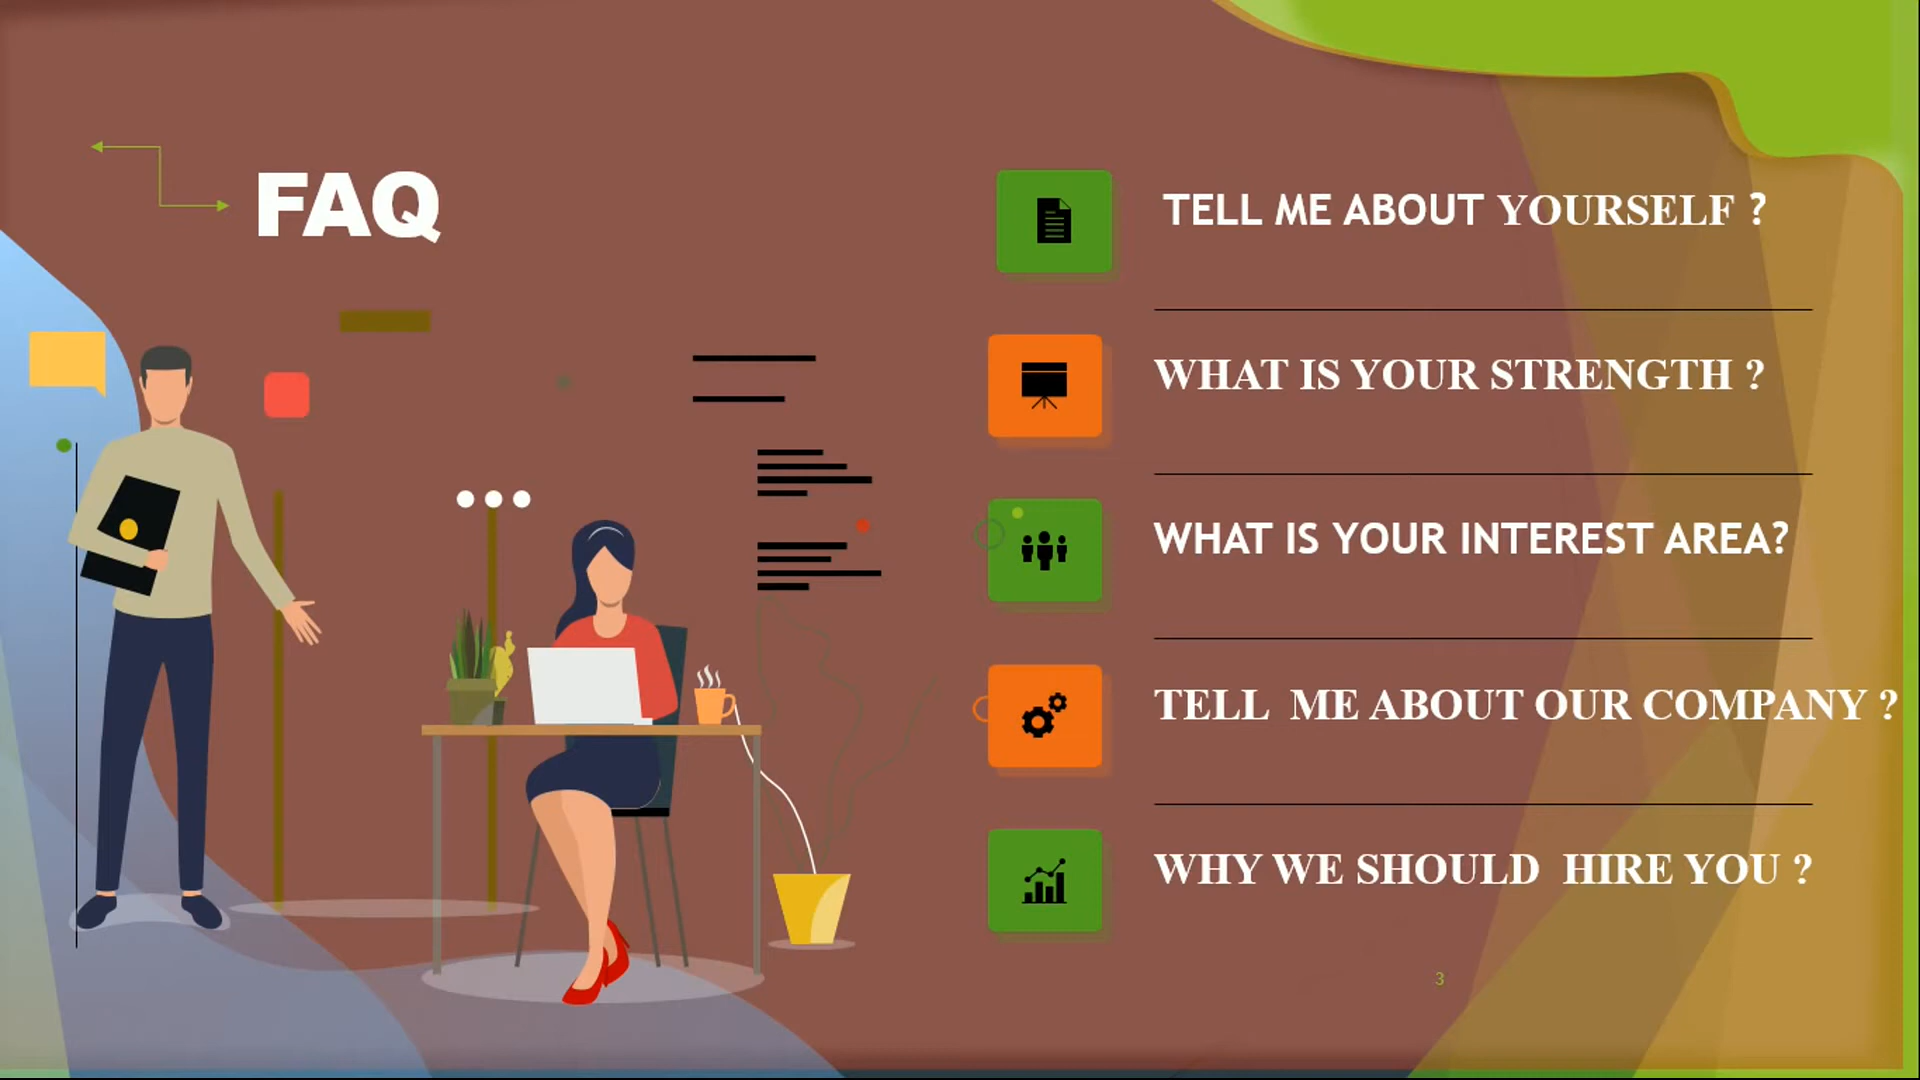 FAQ
TELL ME ABOUT YOURSELF ?
WHAT IS YOUR STRENGTH ?
WHAT IS YOUR INTEREST AREA?
TELL  ME ABOUT OUR COMPANY ?
WHY WE SHOULD  HIRE YOU ?
3